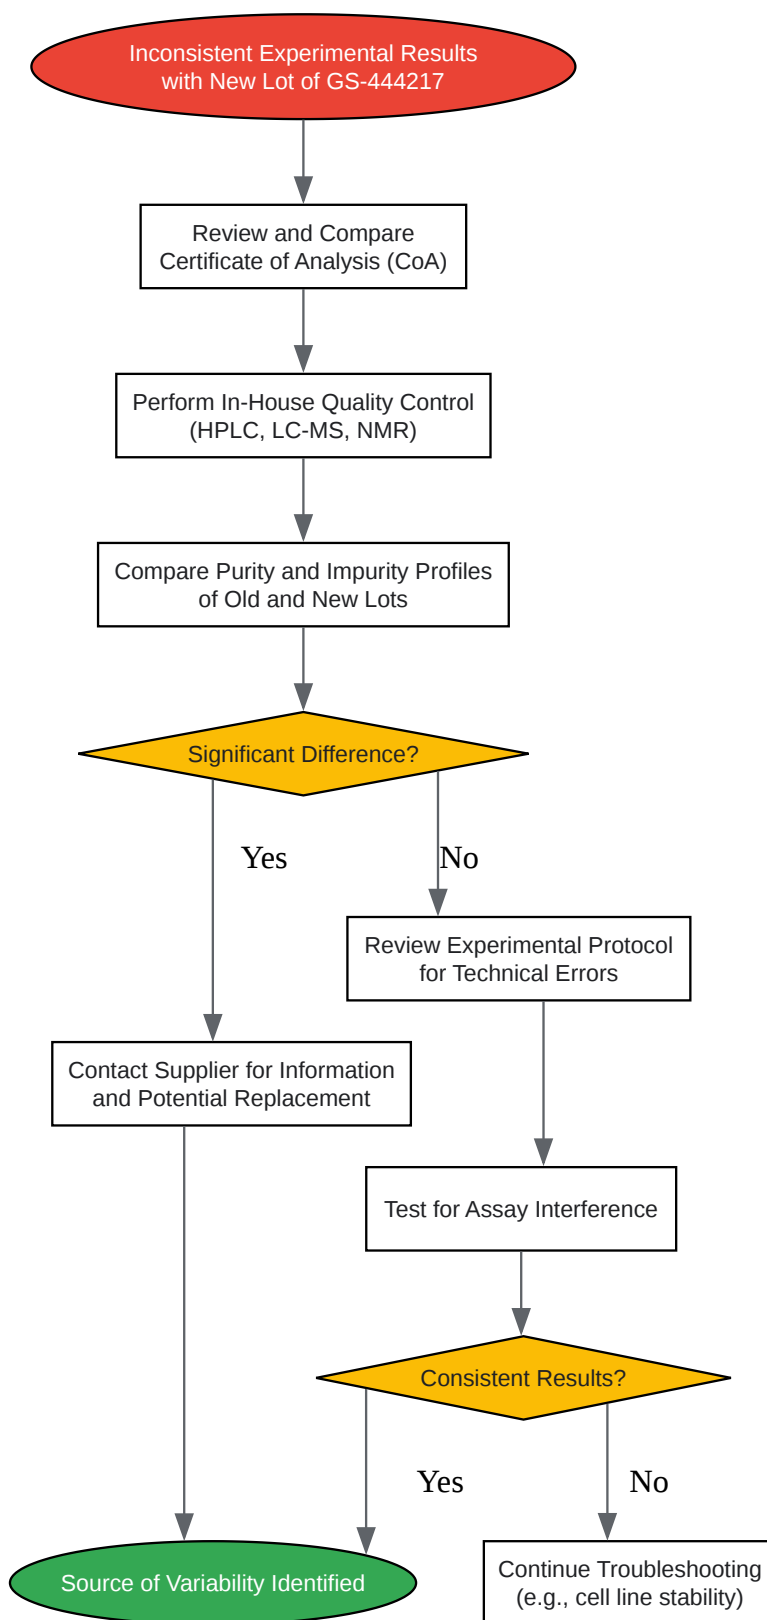 Inconsistent Experimental Results
with New Lot of GS-444217
Review and Compare
Certificate of Analysis (CoA)
Perform In-House Quality Control
(HPLC, LC-MS, NMR)
Compare Purity and Impurity Profiles
of Old and New Lots
Significant Difference?
Yes
No
Review Experimental Protocol
for Technical Errors
Contact Supplier for Information
and Potential Replacement
Test for Assay Interference
Consistent Results?
Yes
No
Source of Variability Identified
Continue Troubleshooting
(e.g., cell line stability)